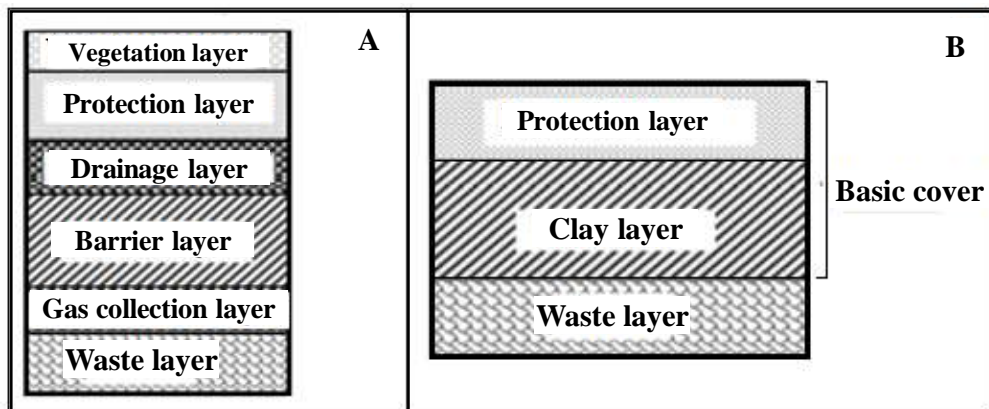 A
Vegetation layer
Protection layer
Drainage layer
Barrier layer
Gas collection layer
Waste layer
B
Protection layer
Clay layer
Waste layer
Basic cover